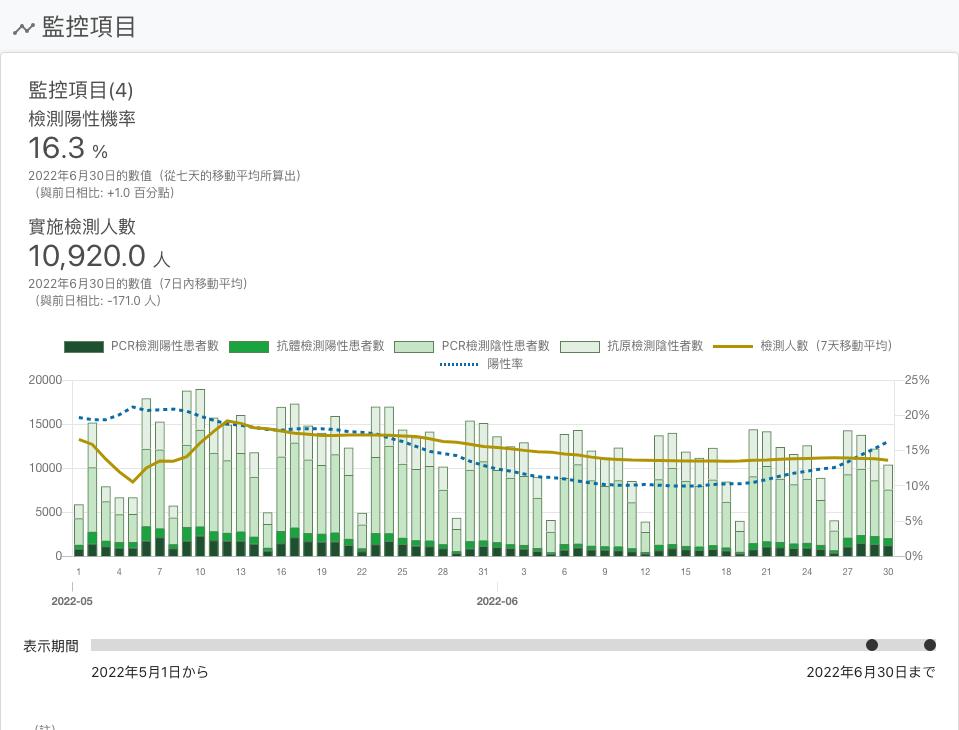 監控項目
監控項目(4)
檢測陽性機率
16.3 %
2022年6月30日的數值（從七天的移動平均所算出）
（與前日相比: +1.0 百分點）
實施檢測人數
10,920.0 人
2022年6月30日的數值（7日內移動平均）
（與前日相比: -171.0 人）
PCR檢測陽性患者數 抗體檢測陽性患者數 PCR檢測陰性患者數 抗原檢測陰性者數 檢測人數（7天移動平均）
陽性率
20000 25%
20%
15000
15%
10000
10%
5000
5%
0 0%
1 4 7 10 13 16 19 22 25 28 31 3 6 9 12 15 18 21 24 27 30
2022-05 2022-06
表示期間
2022年5月1日から 2022年6月30日まで
（註）